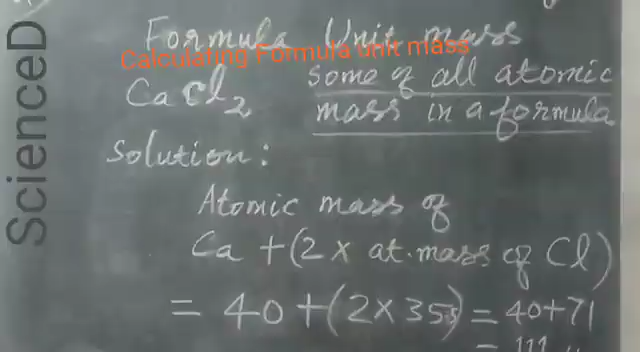 Formula Unit mass
Calculating Formula unit mass
CaCl2 some of all atomic
mass in a formula
Solution:
Atomic mass of
Ca + (2 x at. mass of Cl)
= 40 + (2 x 35.5) = 40+71
= 111 u
ScienceD